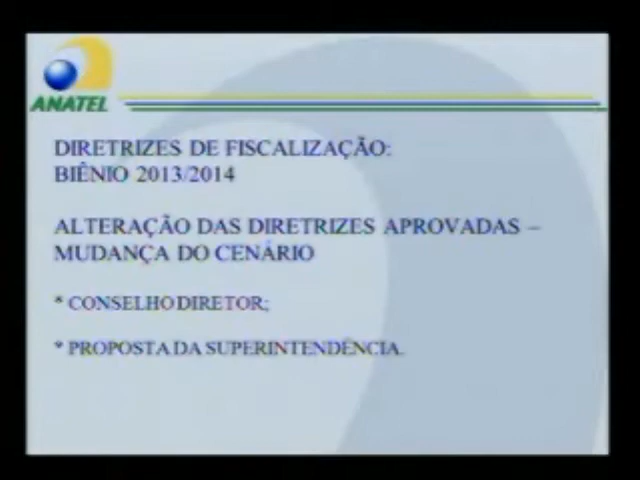 ANATEL
DIRETRIZES DE FISCALIZAÇÃO:
BIÊNIO 2013/2014
ALTERAÇÃO DAS DIRETRIZES APROVADAS –
MUDANÇA DO CENÁRIO
* CONSELHO DIRETOR;
* PROPOSTA DA SUPERINTENDÊNCIA.